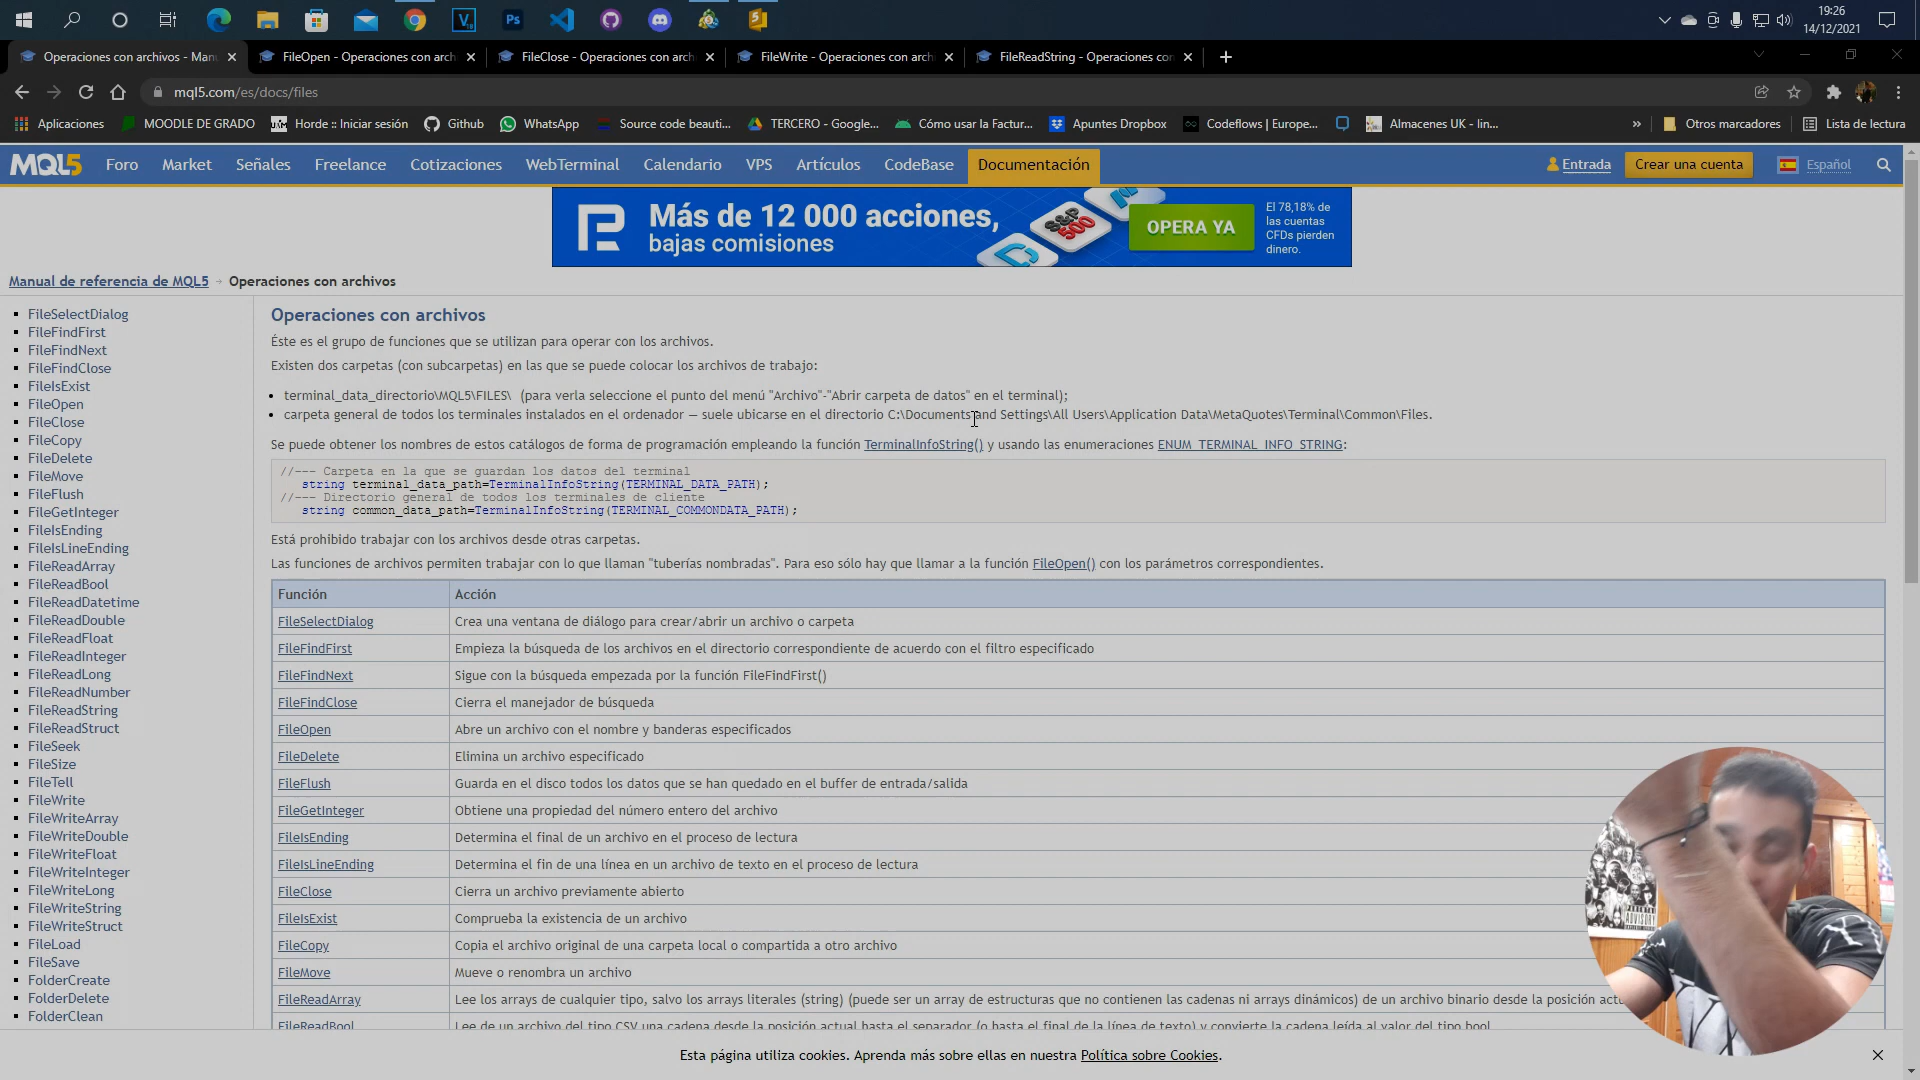 Ps
19:26
14/12/2021
Operaciones con archivos - Manu
FileOpen - Operaciones con arch
FileClose - Operaciones con arch
FileWrite - Operaciones con archi
FileReadString - Operaciones con
mql5.com/es/docs/files
Aplicaciones
MOODLE DE GRADO
Horde :: Iniciar sesión
Github
WhatsApp
Source code beauti...
TERCERO - Google...
Cómo usar la Factur...
Apuntes Dropbox
Codeflows | Europe...
Almacenes UK - lin...
»
Otros marcadores
Lista de lectura
MQL5
Foro
Market
Señales
Freelance
Cotizaciones
WebTerminal
Calendario
VPS
Artículos
CodeBase
Documentación
Entrada
Crear una cuenta
Español
Más de 12 000 acciones,
bajas comisiones
S&P 500
OPERA YA
El 78,18% de
las cuentas
CFDs pierden
dinero.
Manual de referencia de MQL5
Operaciones con archivos
FileSelectDialog
FileFindFirst
FileFindNext
FileFindClose
FileIsExist
FileOpen
FileClose
FileCopy
FileDelete
FileMove
FileFlush
FileGetInteger
FileIsEnding
FileIsLineEnding
FileReadArray
FileReadBool
FileReadDatetime
FileReadDouble
FileReadFloat
FileReadInteger
FileReadLong
FileReadNumber
FileReadString
FileReadStruct
FileSeek
FileSize
FileTell
FileWrite
FileWriteArray
FileWriteDouble
FileWriteFloat
FileWriteInteger
FileWriteLong
FileWriteString
FileWriteStruct
FileLoad
FileSave
FolderCreate
FolderDelete
FolderClean
Operaciones con archivos
Éste es el grupo de funciones que se utilizan para operar con los archivos.
Existen dos carpetas (con subcarpetas) en las que se puede colocar los archivos de trabajo:
terminal_data_directorio\MQL5\FILES\ (para verla seleccione el punto del menú "Archivo"-"Abrir carpeta de datos" en el terminal);
carpeta general de todos los terminales instalados en el ordenador — suele ubicarse en el directorio C:\Documents and Settings\All Users\Application Data\MetaQuotes\Terminal\Common\Files.
Se puede obtener los nombres de estos catálogos de forma de programación empleando la función TerminalInfoString() y usando las enumeraciones ENUM_TERMINAL_INFO_STRING:
//--- Carpeta en la que se guardan los datos del terminal
string terminal_data_path=TerminalInfoString(TERMINAL_DATA_PATH);
//--- Directorio general de todos los terminales de cliente
string common_data_path=TerminalInfoString(TERMINAL_COMMONDATA_PATH);
Está prohibido trabajar con los archivos desde otras carpetas.
Las funciones de archivos permiten trabajar con lo que llaman "tuberías nombradas". Para eso sólo hay que llamar a la función FileOpen() con los parámetros correspondientes.
Función Acción
FileSelectDialog Crea una ventana de diálogo para crear/abrir un archivo o carpeta
FileFindFirst Empieza la búsqueda de los archivos en el directorio correspondiente de acuerdo con el filtro especificado
FileFindNext Sigue con la búsqueda empezada por la función FileFindFirst()
FileFindClose Cierra el manejador de búsqueda
FileOpen Abre un archivo con el nombre y banderas especificados
FileDelete Elimina un archivo especificado
FileFlush Guarda en el disco todos los datos que se han quedado en el buffer de entrada/salida
FileGetInteger Obtiene una propiedad del número entero del archivo
FileIsEnding Determina el final de un archivo en el proceso de lectura
FileIsLineEnding Determina el fin de una línea en un archivo de texto en el proceso de lectura
FileClose Cierra un archivo previamente abierto
FileIsExist Comprueba la existencia de un archivo
FileCopy Copia el archivo original de una carpeta local o compartida a otro archivo
FileMove Mueve o renombra un archivo
FileReadArray Lee los arrays de cualquier tipo, salvo los arrays literales (string) (puede ser un array de estructuras que no contienen las cadenas ni arrays dinámicos) de un archivo binario desde la posición actu
FileReadBool Lee de un archivo del tipo CSV una cadena desde la posición actual hasta el separador (o hasta el final de la línea de texto) y convierte la cadena leída al valor del tipo bool
Esta página utiliza cookies. Aprenda más sobre ellas en nuestra Política sobre Cookies.